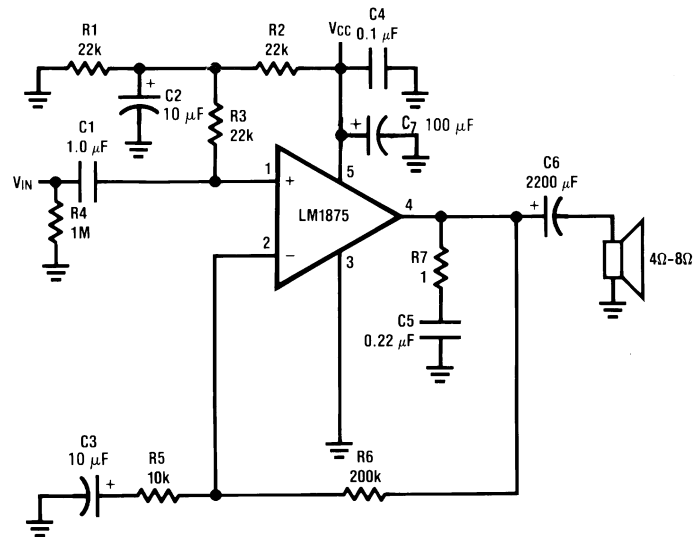 R1
22k
R2
22k
VCC
C4
0.1 μF
+
C2
10 μF
R3
22k
+
C7 100 μF
C1
1.0 μF
VIN
R4
1M
1
+
5
LM1875
4
2
−
3
C6
2200 μF
+
4Ω-8Ω
R7
1
C5
0.22 μF
C3
10 μF
+
R5
10k
R6
200k